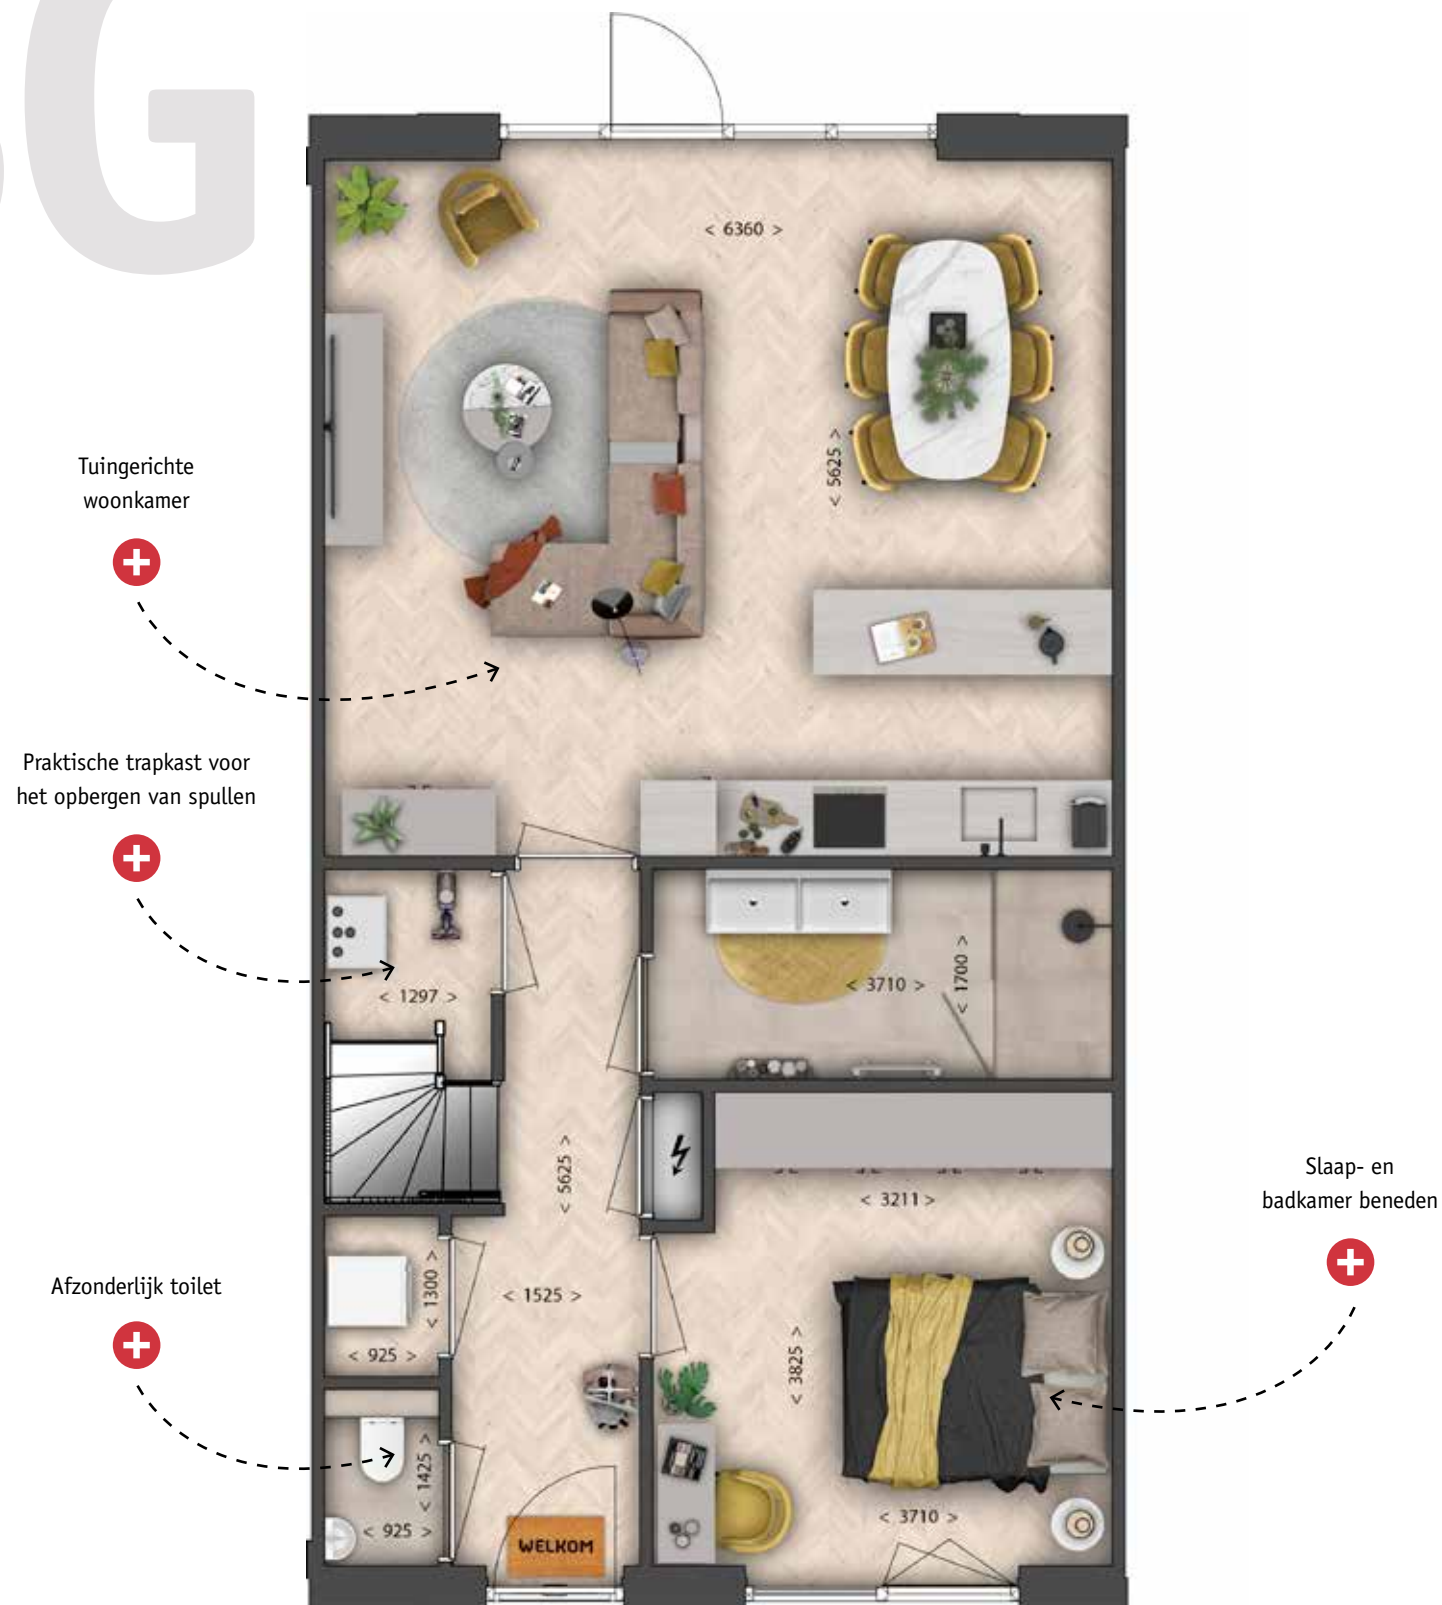 BG
< 6360 >
< 5625 >
Tuingerichte
woonkamer
Praktische trapkast voor
het opbergen van spullen
< 1297 >
< 3710 >
< 1700 >
< 5625 >
< 3211 >
Slaap- en
badkamer beneden
Afzonderlijk toilet
< 1300 >
< 925 >
< 1525 >
< 3825 >
< 1425 >
< 925 >
< 3710 >
WELKOM